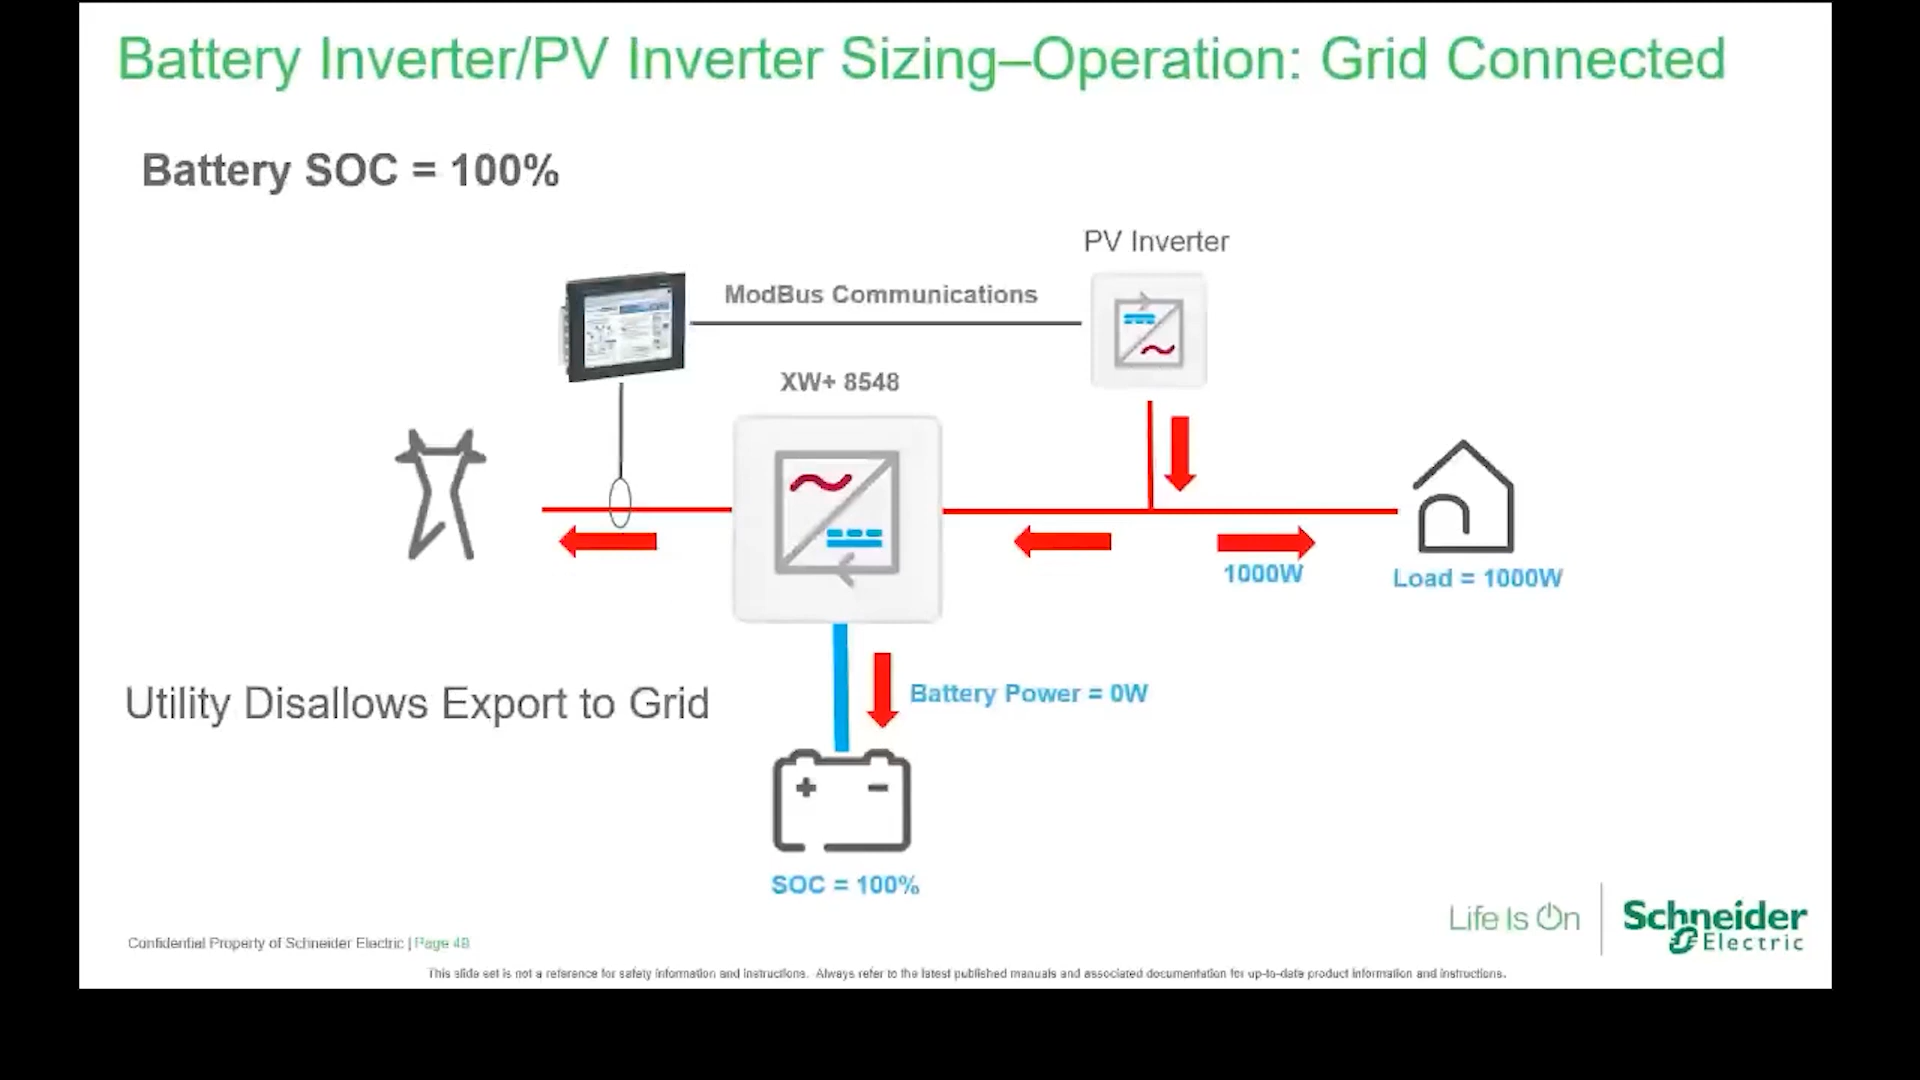 Battery Inverter/PV Inverter Sizing–Operation: Grid Connected
Battery SOC = 100%
PV Inverter
ModBus Communications
XW+ 8548
1000W
Load = 1000W
Utility Disallows Export to Grid
Battery Power = 0W
+ −
SOC = 100%
Life Is On
Schneider
Electric
Confidential Property of Schneider Electric | Page 49
This slide set is not a reference for safety information and instructions. Always refer to the latest published manuals and associated documentation for up-to-date product information and instructions.